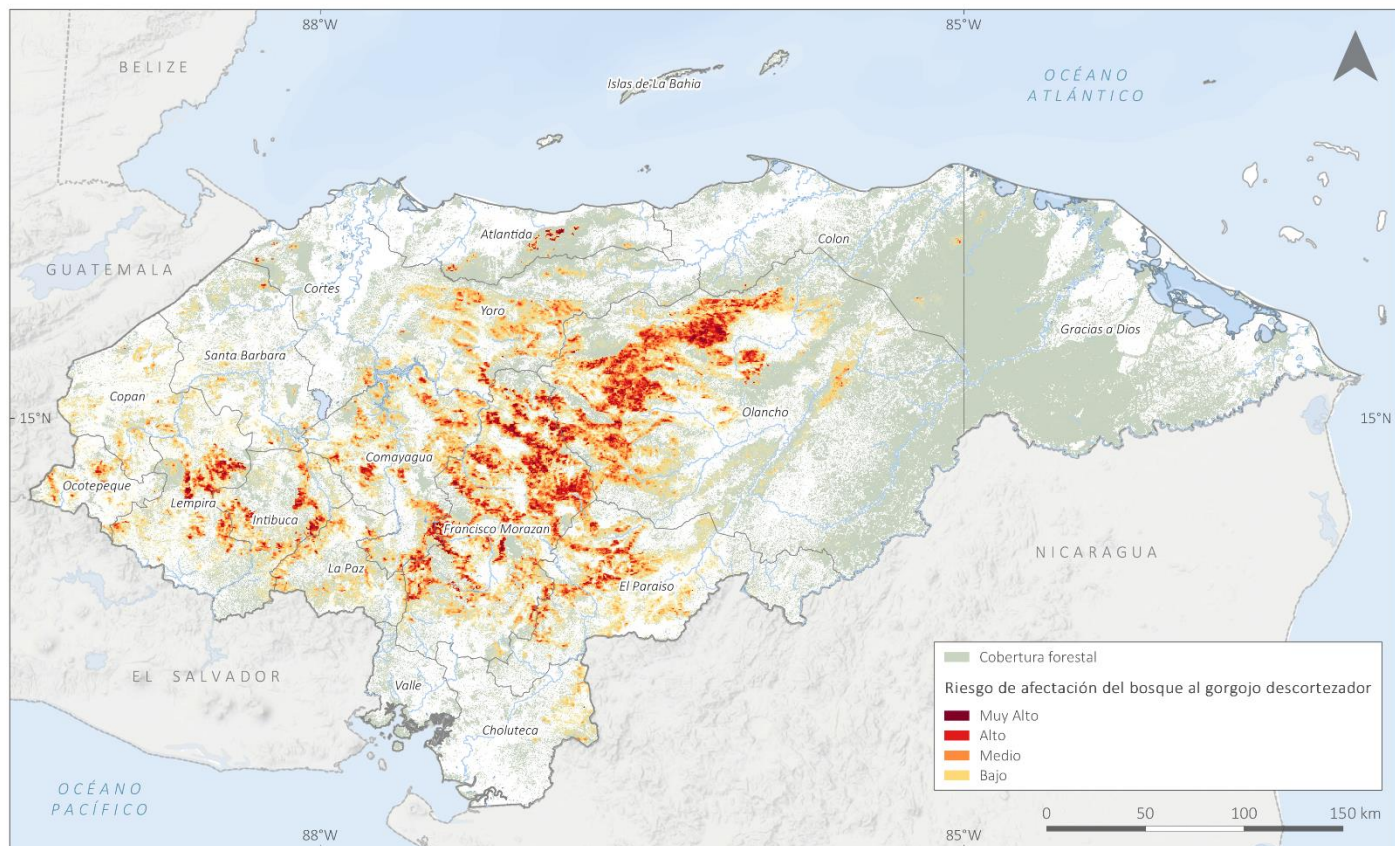 88°W
85°W
BELIZE
Islas de La Bahia
OCÉANO
ATLÁNTICO
Atlantida
Colon
GUATEMALA
Cortes
Yoro
Gracias a Dios
Santa Barbara
Copan
15°N
Olancho
15°N
Comayagua
Ocotepeque
Lempira
Intibuca
Francisco Morazan
La Paz
El Paraiso
NICARAGUA
EL SALVADOR
Valle
Choluteca
OCÉANO
PACÍFICO
Cobertura forestal
Riesgo de afectación del bosque al gorgojo descortezador
Muy Alto
Alto
Medio
Bajo
0 50 100 150 km
88°W
85°W